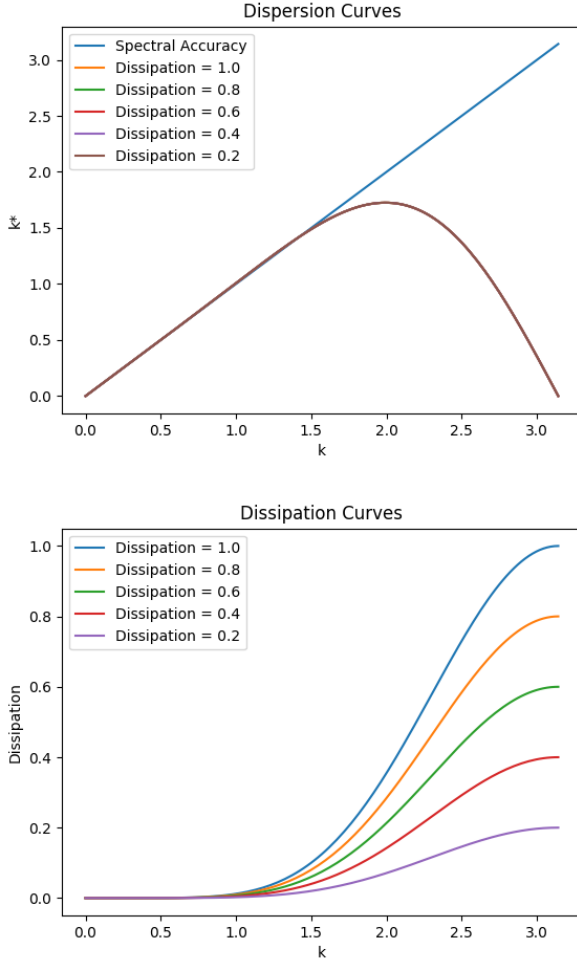 Dispersion Curves
Spectral Accuracy
Dissipation = 1.0
Dissipation = 0.8
Dissipation = 0.6
Dissipation = 0.4
Dissipation = 0.2
3.0
2.5
2.0
1.5
1.0
0.5
0.0
k*
0.0 0.5 1.0 1.5 2.0 2.5 3.0
k
Dissipation Curves
Dissipation = 1.0
Dissipation = 0.8
Dissipation = 0.6
Dissipation = 0.4
Dissipation = 0.2
1.0
0.8
0.6
0.4
0.2
0.0
Dissipation
0.0 0.5 1.0 1.5 2.0 2.5 3.0
k